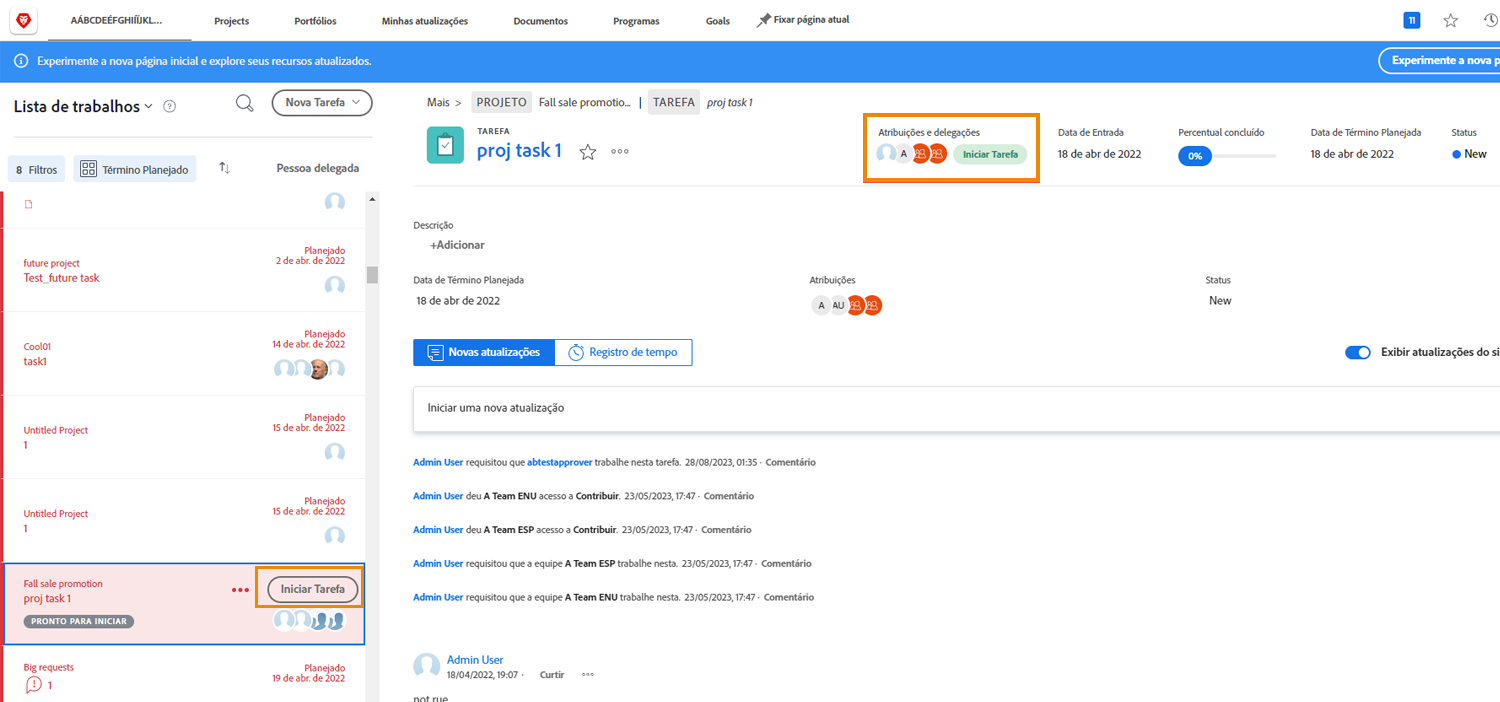 AÁBCDEÉFGHIÍJKL... Projects Portfólios Minhas atualizações Documentos Programas Goals Fixar página atual 11
Experimente a nova página inicial e explore seus recursos atualizados. Experimente a nova p
Lista de trabalhos ? Nova Tarefa
8 Filtros Término Planejado Pessoa delegada
future project
Test_future task
Planejado
2 de abr. de 2022
Cool01
task1
Planejado
14 de abr. de 2022
Untitled Project
1
Planejado
15 de abr. de 2022
Untitled Project
1
Planejado
15 de abr. de 2022
Fall sale promotion
proj task 1
PRONTO PARA INICIAR
Iniciar Tarefa
Big requests
1
Planejado
19 de abr. de 2022
Mais > PROJETO Fall sale promotion... | TAREFA proj task 1
TAREFA
proj task 1
Atribuições e delegações
A Iniciar Tarefa
Data de Entrada
18 de abr de 2022
Percentual concluído
0%
Data de Término Planejada
18 de abr de 2022
Status
New
Descrição
+Adicionar
Data de Término Planejada
18 de abr de 2022
Atribuições
A AU
Status
New
Novas atualizações Registro de tempo Exibir atualizações do si
Iniciar uma nova atualização
Admin User requisitou que abtestapprover trabalhe nesta tarefa. 28/08/2023, 01:35 · Comentário
Admin User deu A Team ENU acesso a Contribuir. 23/05/2023, 17:47 · Comentário
Admin User deu A Team ESP acesso a Contribuir. 23/05/2023, 17:47 · Comentário
Admin User requisitou que a equipe A Team ESP trabalhe nesta. 23/05/2023, 17:47 · Comentário
Admin User requisitou que a equipe A Team ENU trabalhe nesta. 23/05/2023, 17:47 · Comentário
Admin User
18/04/2022, 19:07 · Curtir
not rue